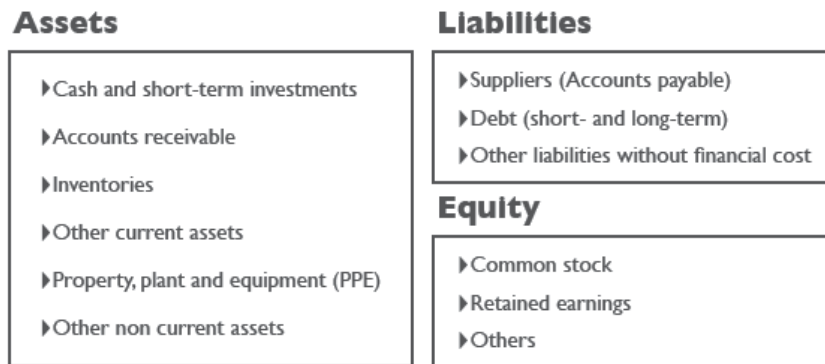 Assets
Cash and short-term investments
Accounts receivable
Inventories
Other current assets
Property, plant and equipment (PPE)
Other non current assets
Liabilities
Suppliers (Accounts payable)
Debt (short- and long-term)
Other liabilities without financial cost
Equity
Common stock
Retained earnings
Others